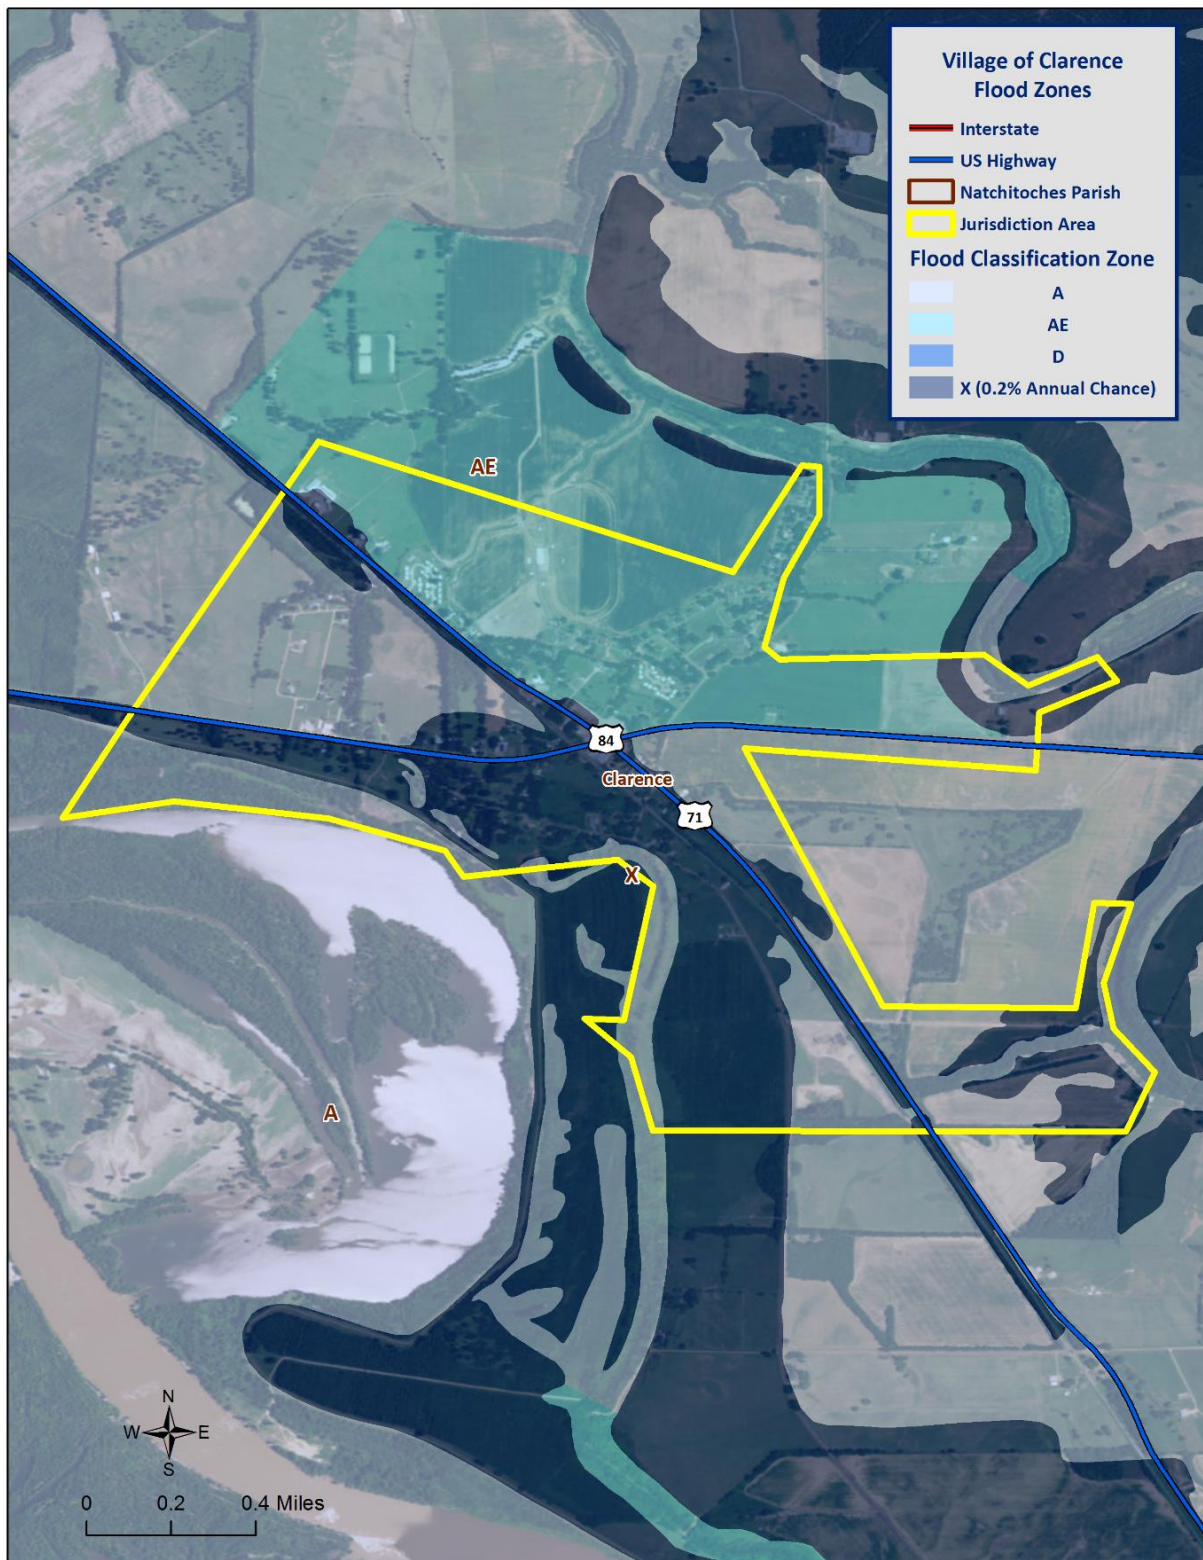 Village of Clarence
Flood Zones
Interstate
US Highway
Natchitoches Parish
Jurisdiction Area
Flood Classification Zone
A
AE
D
X (0.2% Annual Chance)
AE
84
Clarence
71
X
A
N
W E
S
0 0.2 0.4 Miles